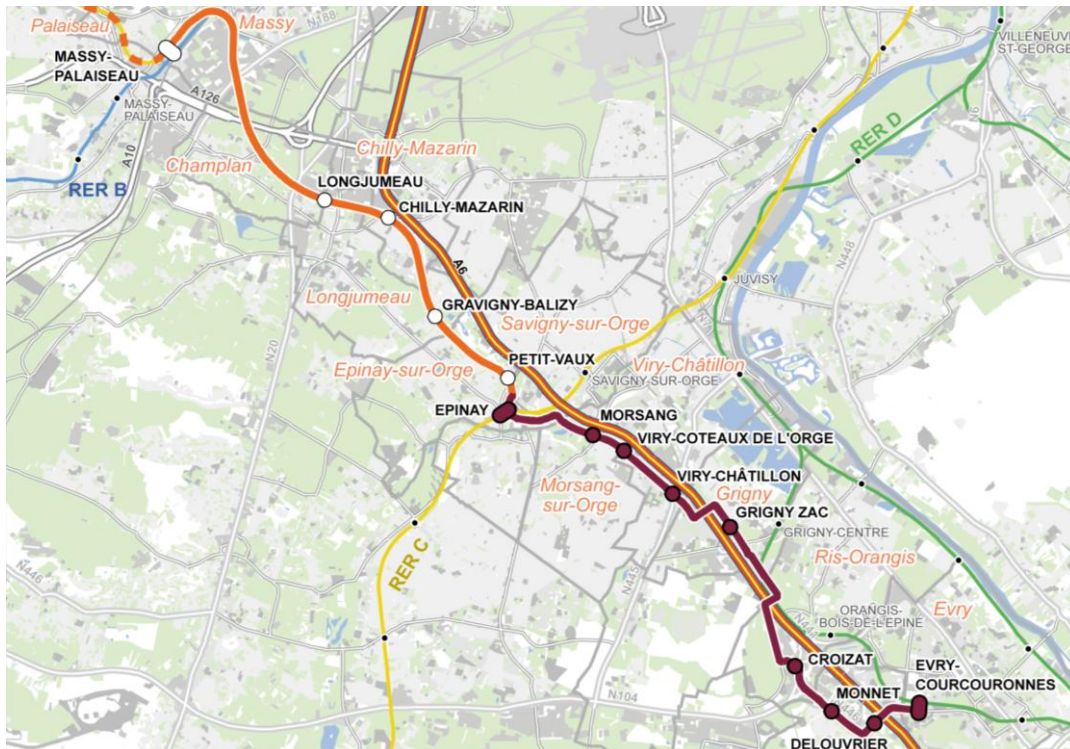 Palaiseau
N188
Massy
VILLENEUVE
ST-GEORGE
MASSY-
PALAISEAU
A126
MASSY-
PALAISEAU
A10
RER D
N6
Chilly-Mazarin
Champlan
RER B
LONGJUMEAU
CHILLY-MAZARIN
N448
A6
JUVISY
Longjumeau
GRAVIGNY-BALIZY
Savigny-sur-Orge
N20
PETIT-VAUX
Viry-Châtillon
Epinay-sur-Orge
SAVIGNY-SUR-ORGE
EPINAY
MORSANG
VIRY-COTEAUX DE L'ORGE
VIRY-CHÂTILLON
Morsang-
sur-Orge
Grigny
GRIGNY ZAC
GRIGNY-CENTRE
RER C
Ris-Orangis
N446
N445
Evry
ORANGIS-
BOIS-DE-L'EPINE
CROIZAT
EVRY-
COURCOURONNES
MONNET
N104
DELOUVRIER